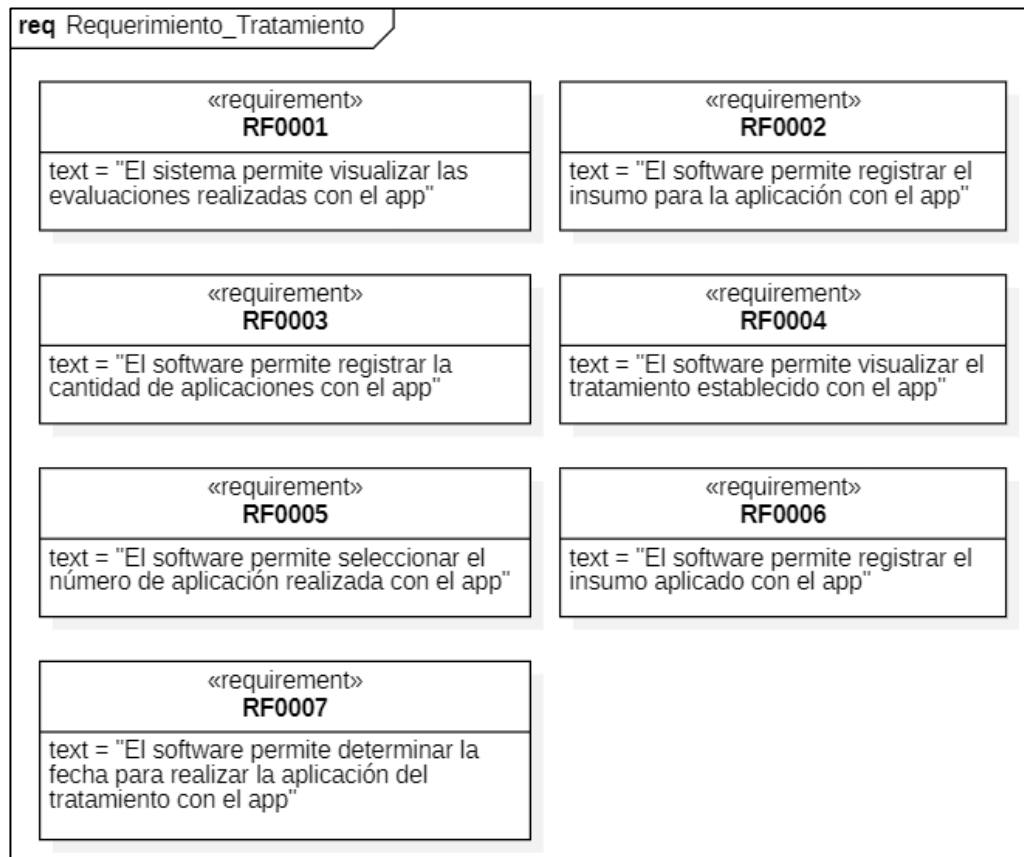 req Requerimiento_Tratamiento
«requirement»
RF0001
text = "El sistema permite visualizar las
evaluaciones realizadas con el app"
«requirement»
RF0002
text = "El software permite registrar el
insumo para la aplicación con el app"
«requirement»
RF0003
text = "El software permite registrar la
cantidad de aplicaciones con el app"
«requirement»
RF0004
text = "El software permite visualizar el
tratamiento establecido con el app"
«requirement»
RF0005
text = "El software permite seleccionar el
número de aplicación realizada con el app"
«requirement»
RF0006
text = "El software permite registrar el
insumo aplicado con el app"
«requirement»
RF0007
text = "El software permite determinar la
fecha para realizar la aplicación del
tratamiento con el app"